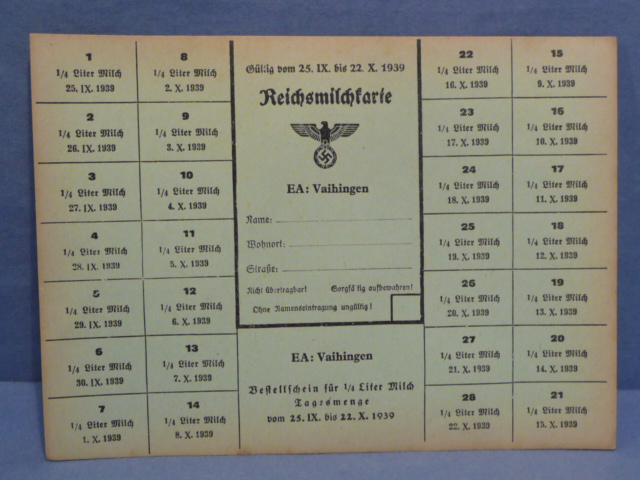 1
1/4 Liter Milch
25. IX. 1939
2
1/4 Liter Milch
26. IX. 1939
3
1/4 Liter Milch
27. IX. 1939
4
1/4 Liter Milch
28. IX. 1939
5
1/4 Liter Milch
29. IX. 1939
6
1/4 Liter Milch
30. IX. 1939
7
1/4 Liter Milch
1. X. 1939
8
1/4 Liter Milch
2. X. 1939
9
1/4 Liter Milch
3. X. 1939
10
1/4 Liter Milch
4. X. 1939
11
1/4 Liter Milch
5. X. 1939
12
1/4 Liter Milch
6. X. 1939
13
1/4 Liter Milch
7. X. 1939
14
1/4 Liter Milch
8. X. 1939
Gültig vom 25. IX. bis 22. X. 1939
Reichsmilchkarte
EA: Vaihingen
Name:
Wohnort:
Straße:
Nicht übertragbar! Sorgfältig aufbewahren!
Ohne Namenseintragung ungültig!
EA: Vaihingen
Bestellschein für 1/4 Liter Milch
Tagesmenge
vom 25. IX. bis 22. X. 1939
22
1/4 Liter Milch
16. X. 1939
23
1/4 Liter Milch
17. X. 1939
24
1/4 Liter Milch
18. X. 1939
25
1/4 Liter Milch
19. X. 1939
26
1/4 Liter Milch
20. X. 1939
27
1/4 Liter Milch
21. X. 1939
28
1/4 Liter Milch
22. X. 1939
15
1/4 Liter Milch
9. X. 1939
16
1/4 Liter Milch
10. X. 1939
17
1/4 Liter Milch
11. X. 1939
18
1/4 Liter Milch
12. X. 1939
19
1/4 Liter Milch
13. X. 1939
20
1/4 Liter Milch
14. X. 1939
21
1/4 Liter Milch
15. X. 1939